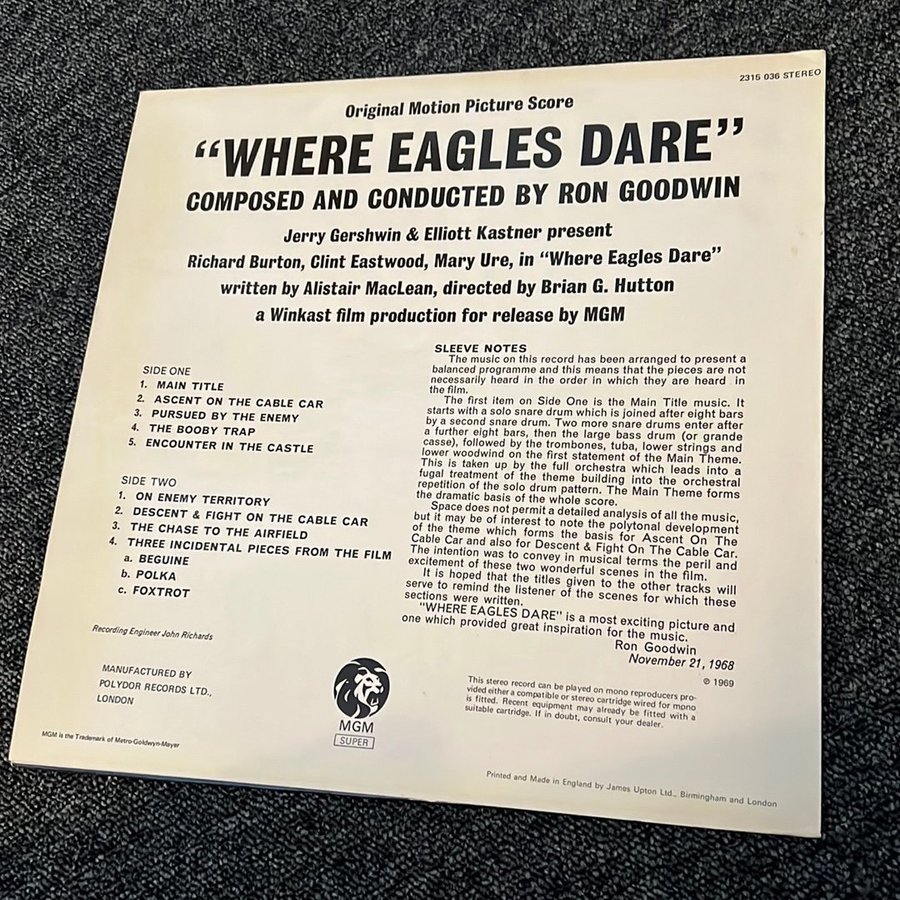 2315 036 STEREO
Original Motion Picture Score
“WHERE EAGLES DARE”
COMPOSED AND CONDUCTED BY RON GOODWIN
Jerry Gershwin & Elliott Kastner present
Richard Burton, Clint Eastwood, Mary Ure, in “Where Eagles Dare”
written by Alistair MacLean, directed by Brian G. Hutton
a Winkast film production for release by MGM
SIDE ONE
1. MAIN TITLE
2. ASCENT ON THE CABLE CAR
3. PURSUED BY THE ENEMY
4. THE BOOBY TRAP
5. ENCOUNTER IN THE CASTLE
SIDE TWO
1. ON ENEMY TERRITORY
2. DESCENT & FIGHT ON THE CABLE CAR
3. THE CHASE TO THE AIRFIELD
4. THREE INCIDENTAL PIECES FROM THE FILM
a. BEGUINE
b. POLKA
c. FOXTROT
SLEEVE NOTES
The music on this record has been arranged to present a
balanced programme and this means that the pieces are not
necessarily heard in the order in which they are heard in
the film.
The first item on Side One is the Main Title music. It
starts with a solo snare drum which is joined after eight bars
by a second snare drum. Two more snare drums enter after
a further eight bars, then the large bass drum (or grande
casse), followed by the trombones, tuba, lower strings and
lower woodwind on the first statement of the Main Theme.
This is taken up by the full orchestra which leads into a
fugal treatment of the theme building into the orchestral
repetition of the solo drum pattern. The Main Theme forms
the dramatic basis of the whole score.
Space does not permit a detailed analysis of all the music,
but it may be of interest to note the polytonal development
of the theme which forms the basis for Ascent On The
Cable Car and also for Descent & Fight On The Cable Car.
The intention was to convey in musical terms the peril and
excitement of these two wonderful scenes in the film.
It is hoped that the titles given to the other tracks will
serve to remind the listener of the scenes for which these
sections were written.
"WHERE EAGLES DARE" is a most exciting picture and
one which provided great inspiration for the music.
Ron Goodwin
November 21, 1968
℗ 1969
Recording Engineer John Richards
MANUFACTURED BY
POLYDOR RECORDS LTD.,
LONDON
MGM
SUPER
This stereo record can be played on mono reproducers pro-
vided either a compatible or stereo cartridge wired for mono
is fitted. Recent equipment may already be fitted with a
suitable cartridge. If in doubt, consult your dealer.
MGM is the Trademark of Metro-Goldwyn-Mayer
Printed and Made in England by James Upton Ltd., Birmingham and London